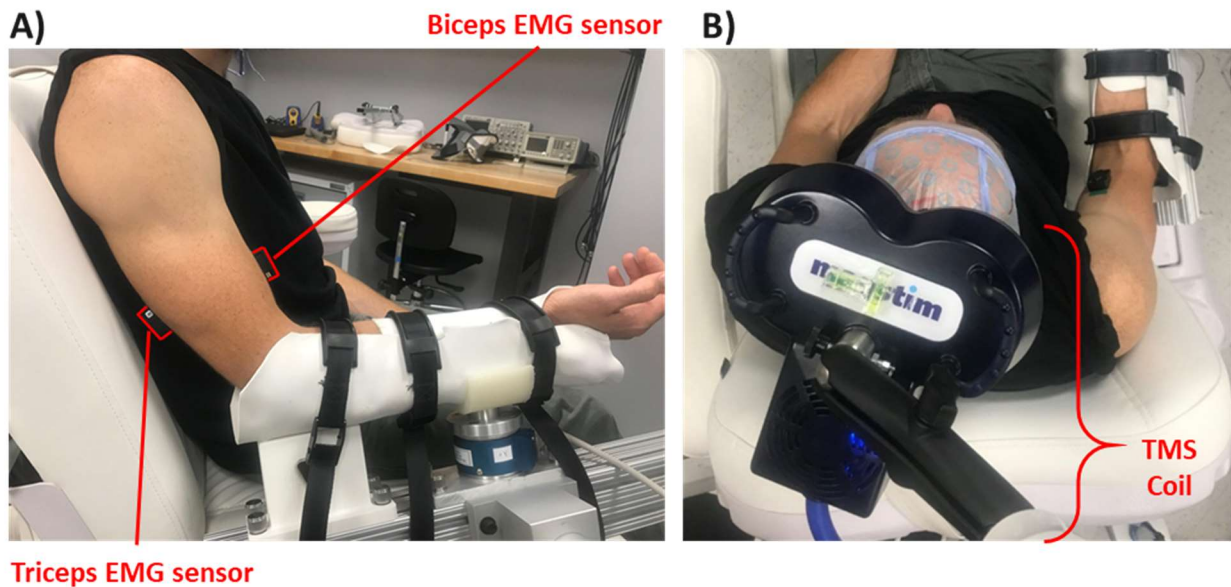 A)
Biceps EMG sensor
B)
TMS
Coil
Triceps EMG sensor